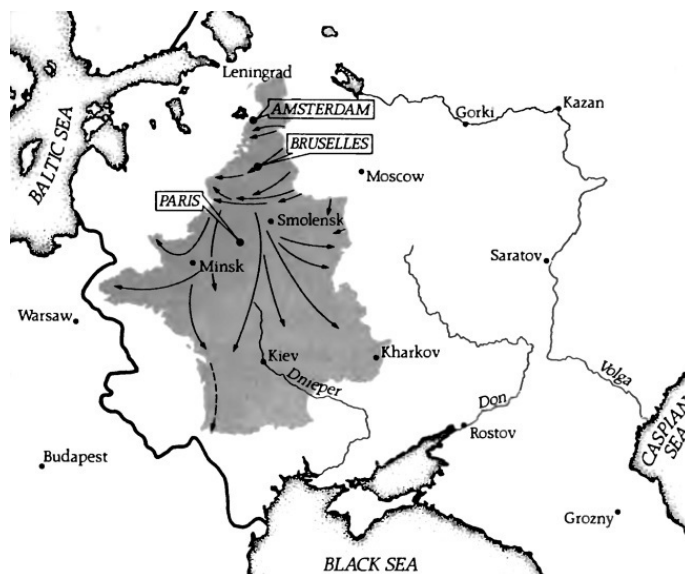 Leningrad
AMSTERDAM
Kazan
Gorki
BALTIC SEA
BRUSELLES
Moscow
PARIS
Smolensk
Saratov
Minsk
Warsaw
Kiev
Kharkov
Dnieper
Volga
Don
CASPIAN
SEA
Rostov
Budapest
Grozny
BLACK SEA